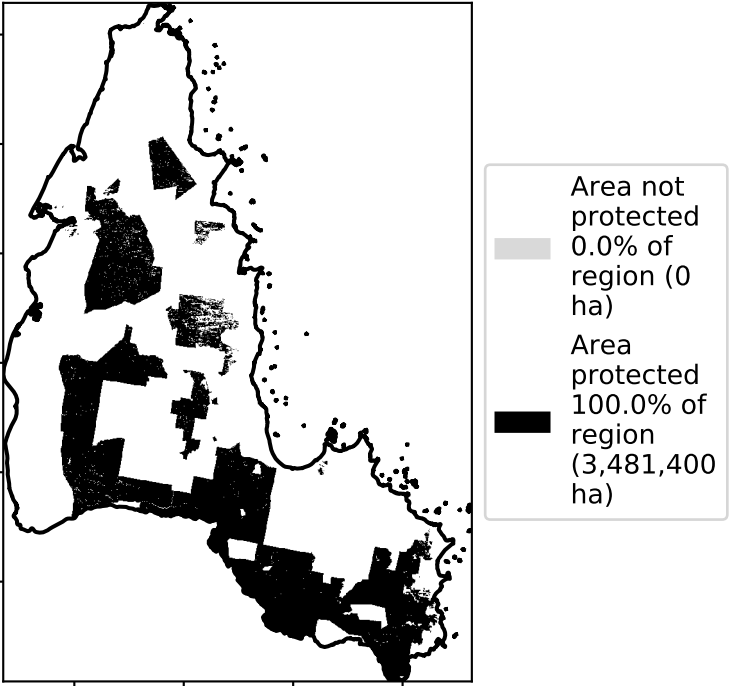 Area not
protected
0.0% of
region (0
ha)
Area
protected
100.0% of
region
(3,481,400
ha)